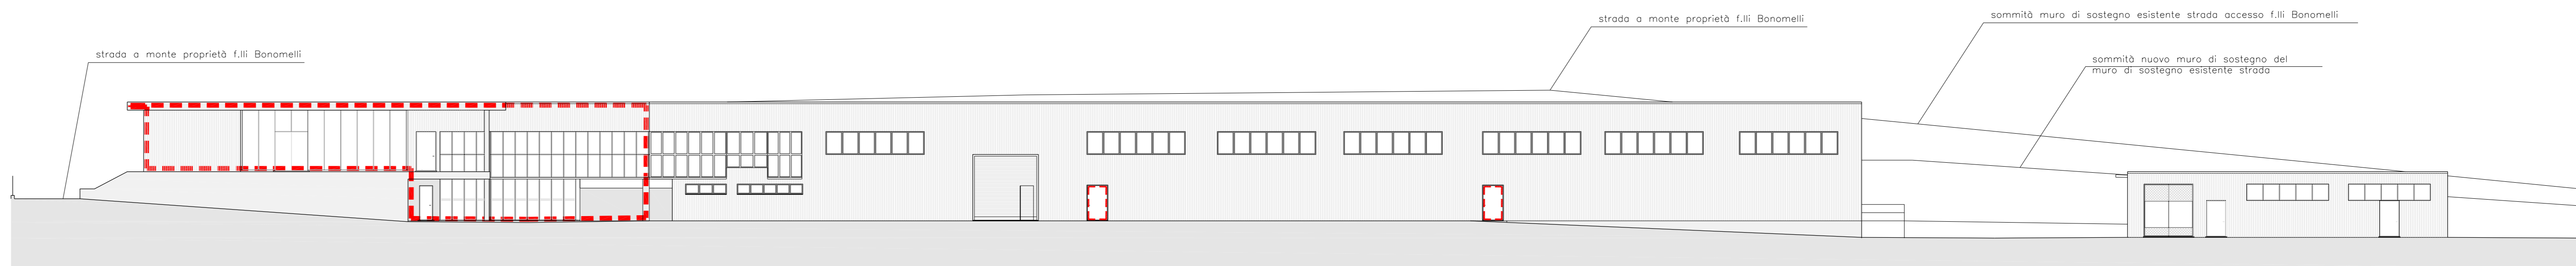 strada a monte proprietà f.lli Bonomelli
strada a monte proprietà f.lli Bonomelli
sommità muro di sostegno esistente strada accesso f.lli Bonomelli
sommità nuovo muro di sostegno del
muro di sostegno esistente strada